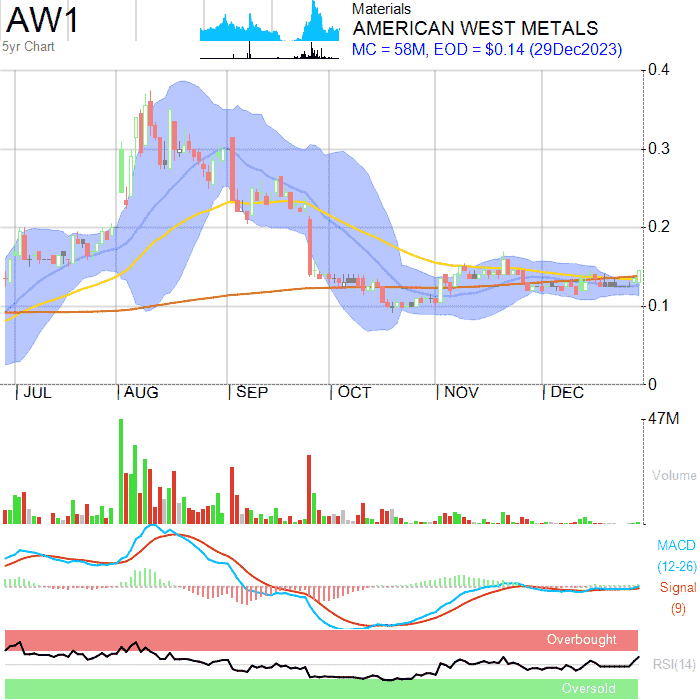 AW1
5yr Chart
Materials
AMERICAN WEST METALS
MC = 58M, EOD = $0.14 (29Dec2023)
0.4
0.3
0.2
0.1
0
JUL
AUG
SEP
OCT
NOV
DEC
47M
Volume
MACD
(12-26)
Signal
(9)
Overbought
RSI(14)
Oversold